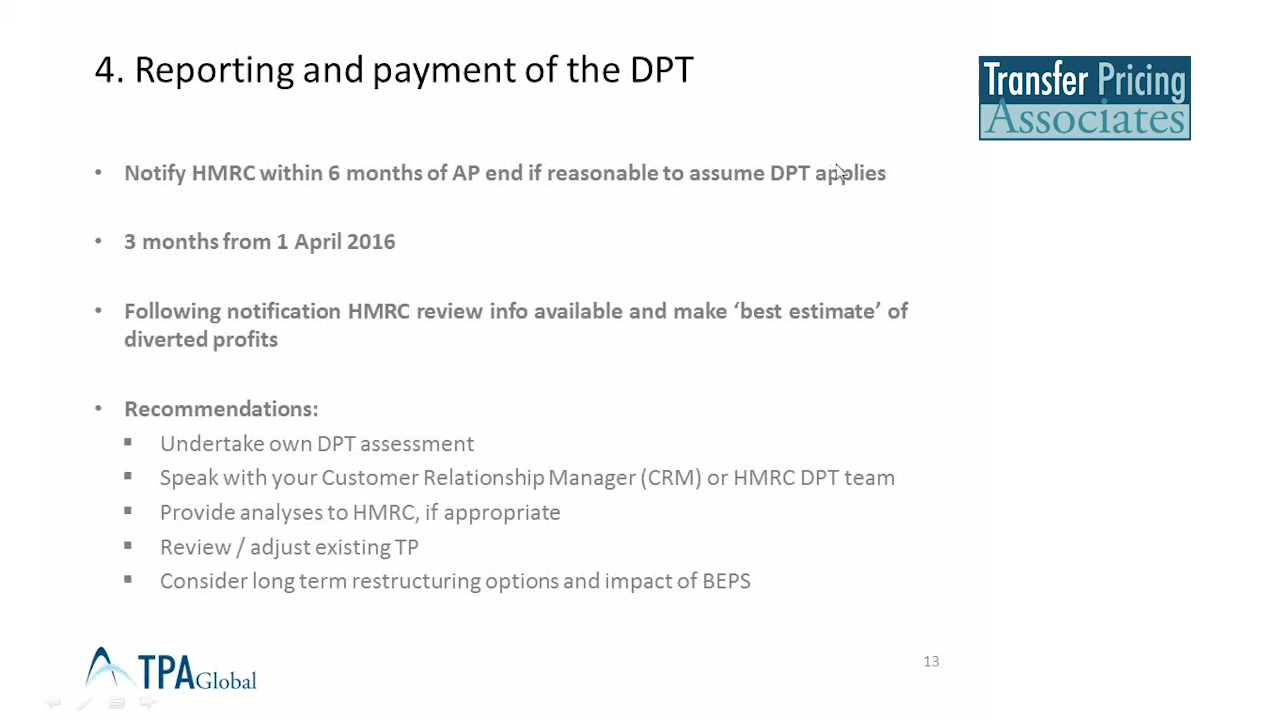 4. Reporting and payment of the DPT
Transfer Pricing
Associates
• Notify HMRC within 6 months of AP end if reasonable to assume DPT applies
• 3 months from 1 April 2016
• Following notification HMRC review info available and make ‘best estimate’ of
diverted profits
• Recommendations:
▪ Undertake own DPT assessment
▪ Speak with your Customer Relationship Manager (CRM) or HMRC DPT team
▪ Provide analyses to HMRC, if appropriate
▪ Review / adjust existing TP
▪ Consider long term restructuring options and impact of BEPS
TPA Global
13